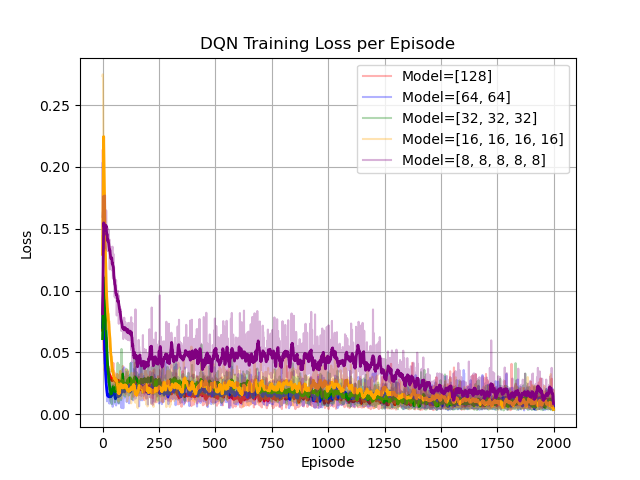 DQN Training Loss per Episode
Model=[128]
Model=[64, 64]
Model=[32, 32, 32]
Model=[16, 16, 16, 16]
Model=[8, 8, 8, 8, 8]
Loss
0.25
0.20
0.15
0.10
0.05
0.00
0 250 500 750 1000 1250 1500 1750 2000
Episode